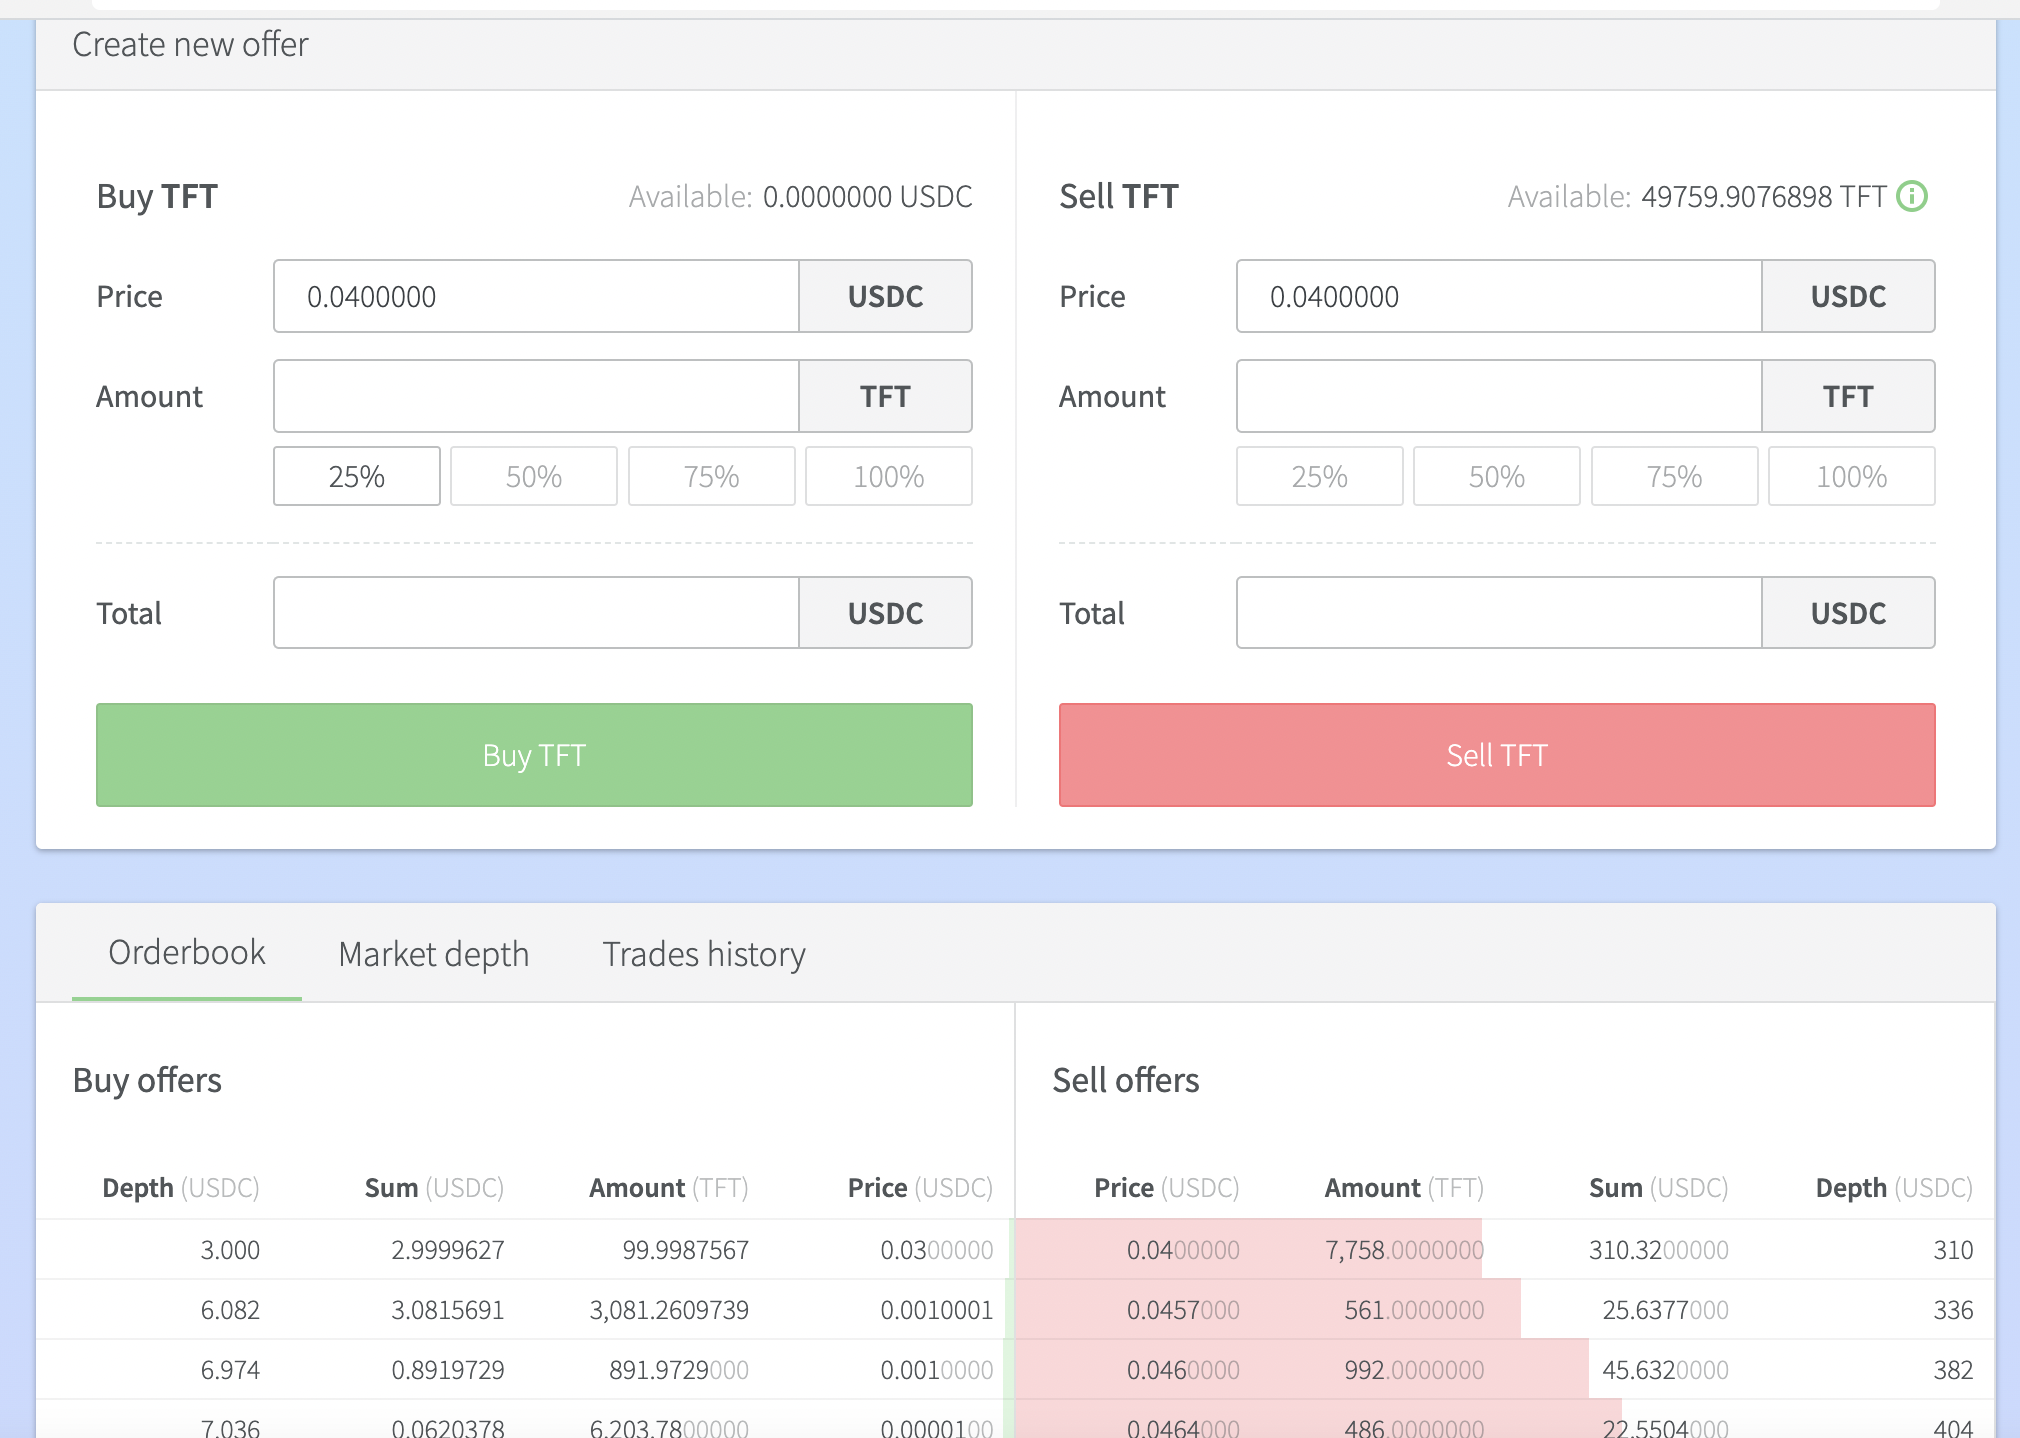 Create new offer
Buy TFT
Available: 0.0000000 USDC
Price
0.0400000
USDC
Amount
TFT
25%
50%
75%
100%
Total
USDC
Buy TFT
Sell TFT
Available: 49759.9076898 TFT
Price
0.0400000
USDC
Amount
TFT
25%
50%
75%
100%
Total
USDC
Sell TFT
Orderbook
Market depth
Trades history
Buy offers
Depth (USDC) Sum (USDC) Amount (TFT) Price (USDC)
3.000 2.9999627 99.9987567 0.0300000
6.082 3.0815691 3,081.2609739 0.0010001
6.974 0.8919729 891.9729000 0.0010000
7.036 0.0620378 6,203.7800000 0.0000100
Sell offers
Price (USDC) Amount (TFT) Sum (USDC) Depth (USDC)
0.0400000 7,758.0000000 310.3200000 310
0.0457000 561.0000000 25.6377000 336
0.0460000 992.0000000 45.6320000 382
0.0464000 486.0000000 22.5504000 404